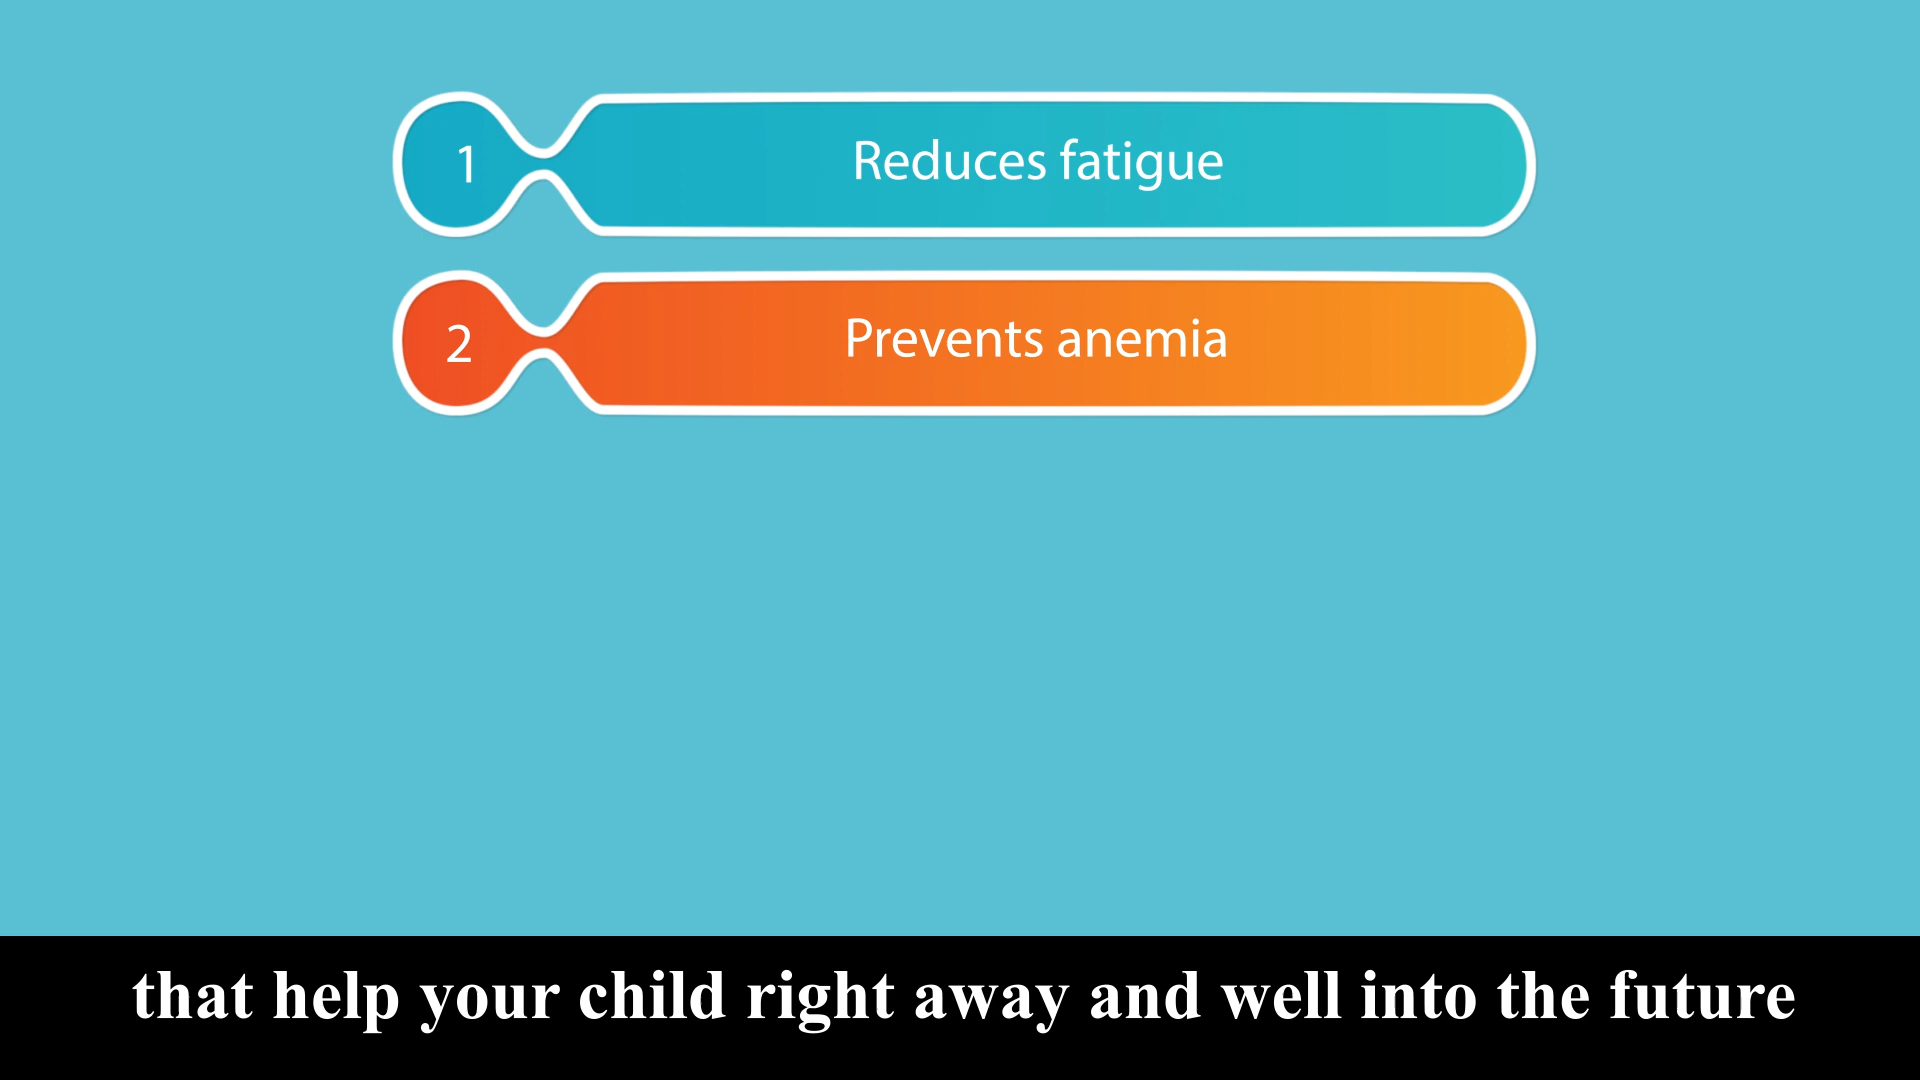 1 Reduces fatigue
2 Prevents anemia
that help your child right away and well into the future